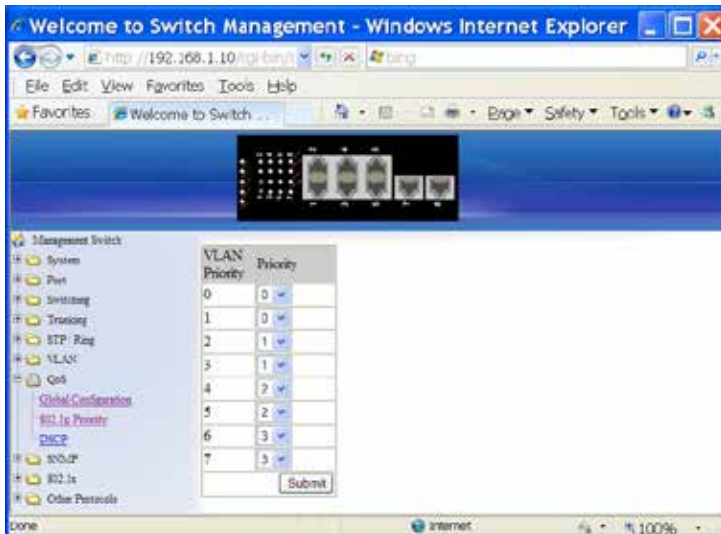 Welcome to Switch Management - Windows Internet Explorer
http://192.168.1.10/cgi-bin/
bing
File Edit View Favorites Tools Help
Favorites Welcome to Switch ...
Page Safety Tools
Management Switch
System
Port
Switching
Trunking
STP Ring
VLAN
QoS
Global Configuration
802.1p Priority
DSCP
SNMP
802.1x
Other Protocols
VLAN Priority Priority
0 0
1 0
2 1
3 1
4 2
5 2
6 3
7 3
Submit
Done Internet 100%